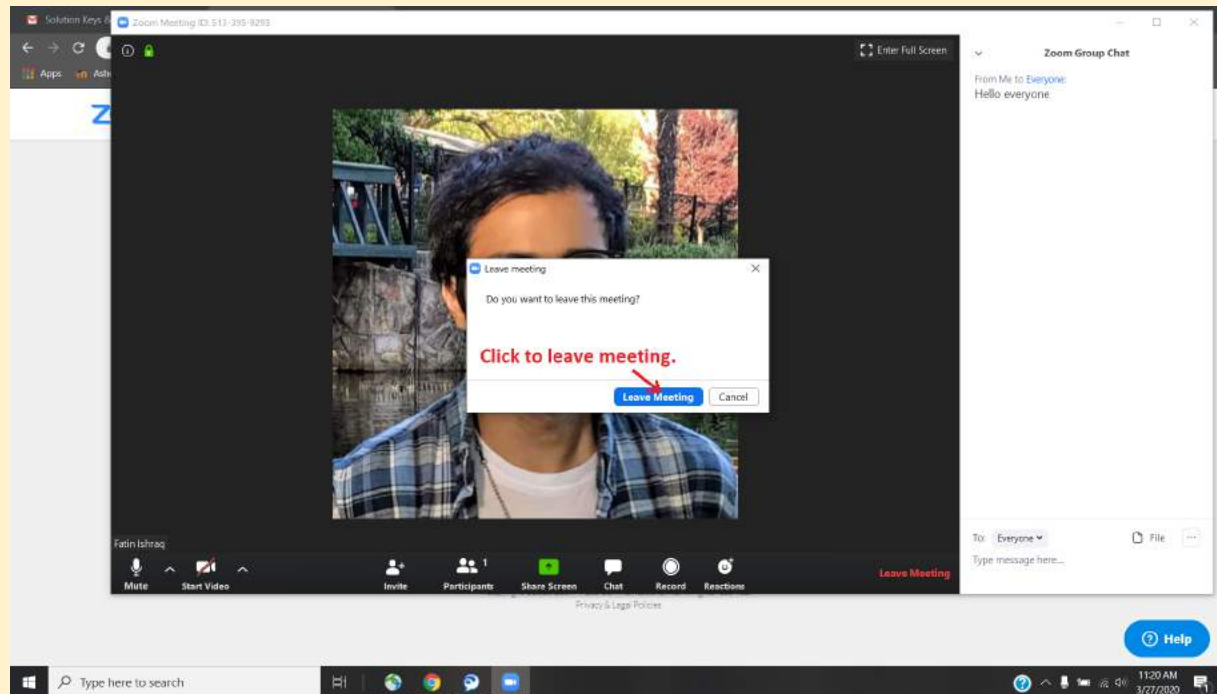 Solution Keys &
Zoom Meeting ID: 513-395-9293
Apps
Enter Full Screen
Zoom Group Chat
From Me to Everyone:
Hello everyone
Leave meeting
Do you want to leave this meeting?
Click to leave meeting.
Leave Meeting
Cancel
Fatin Ishraq
To: Everyone
File
Type message here...
Mute
Start Video
Invite
Participants
1
Share Screen
Chat
Record
Reactions
Leave Meeting
Privacy & Legal Policies
Help
Type here to search
11:20 AM
3/27/2020